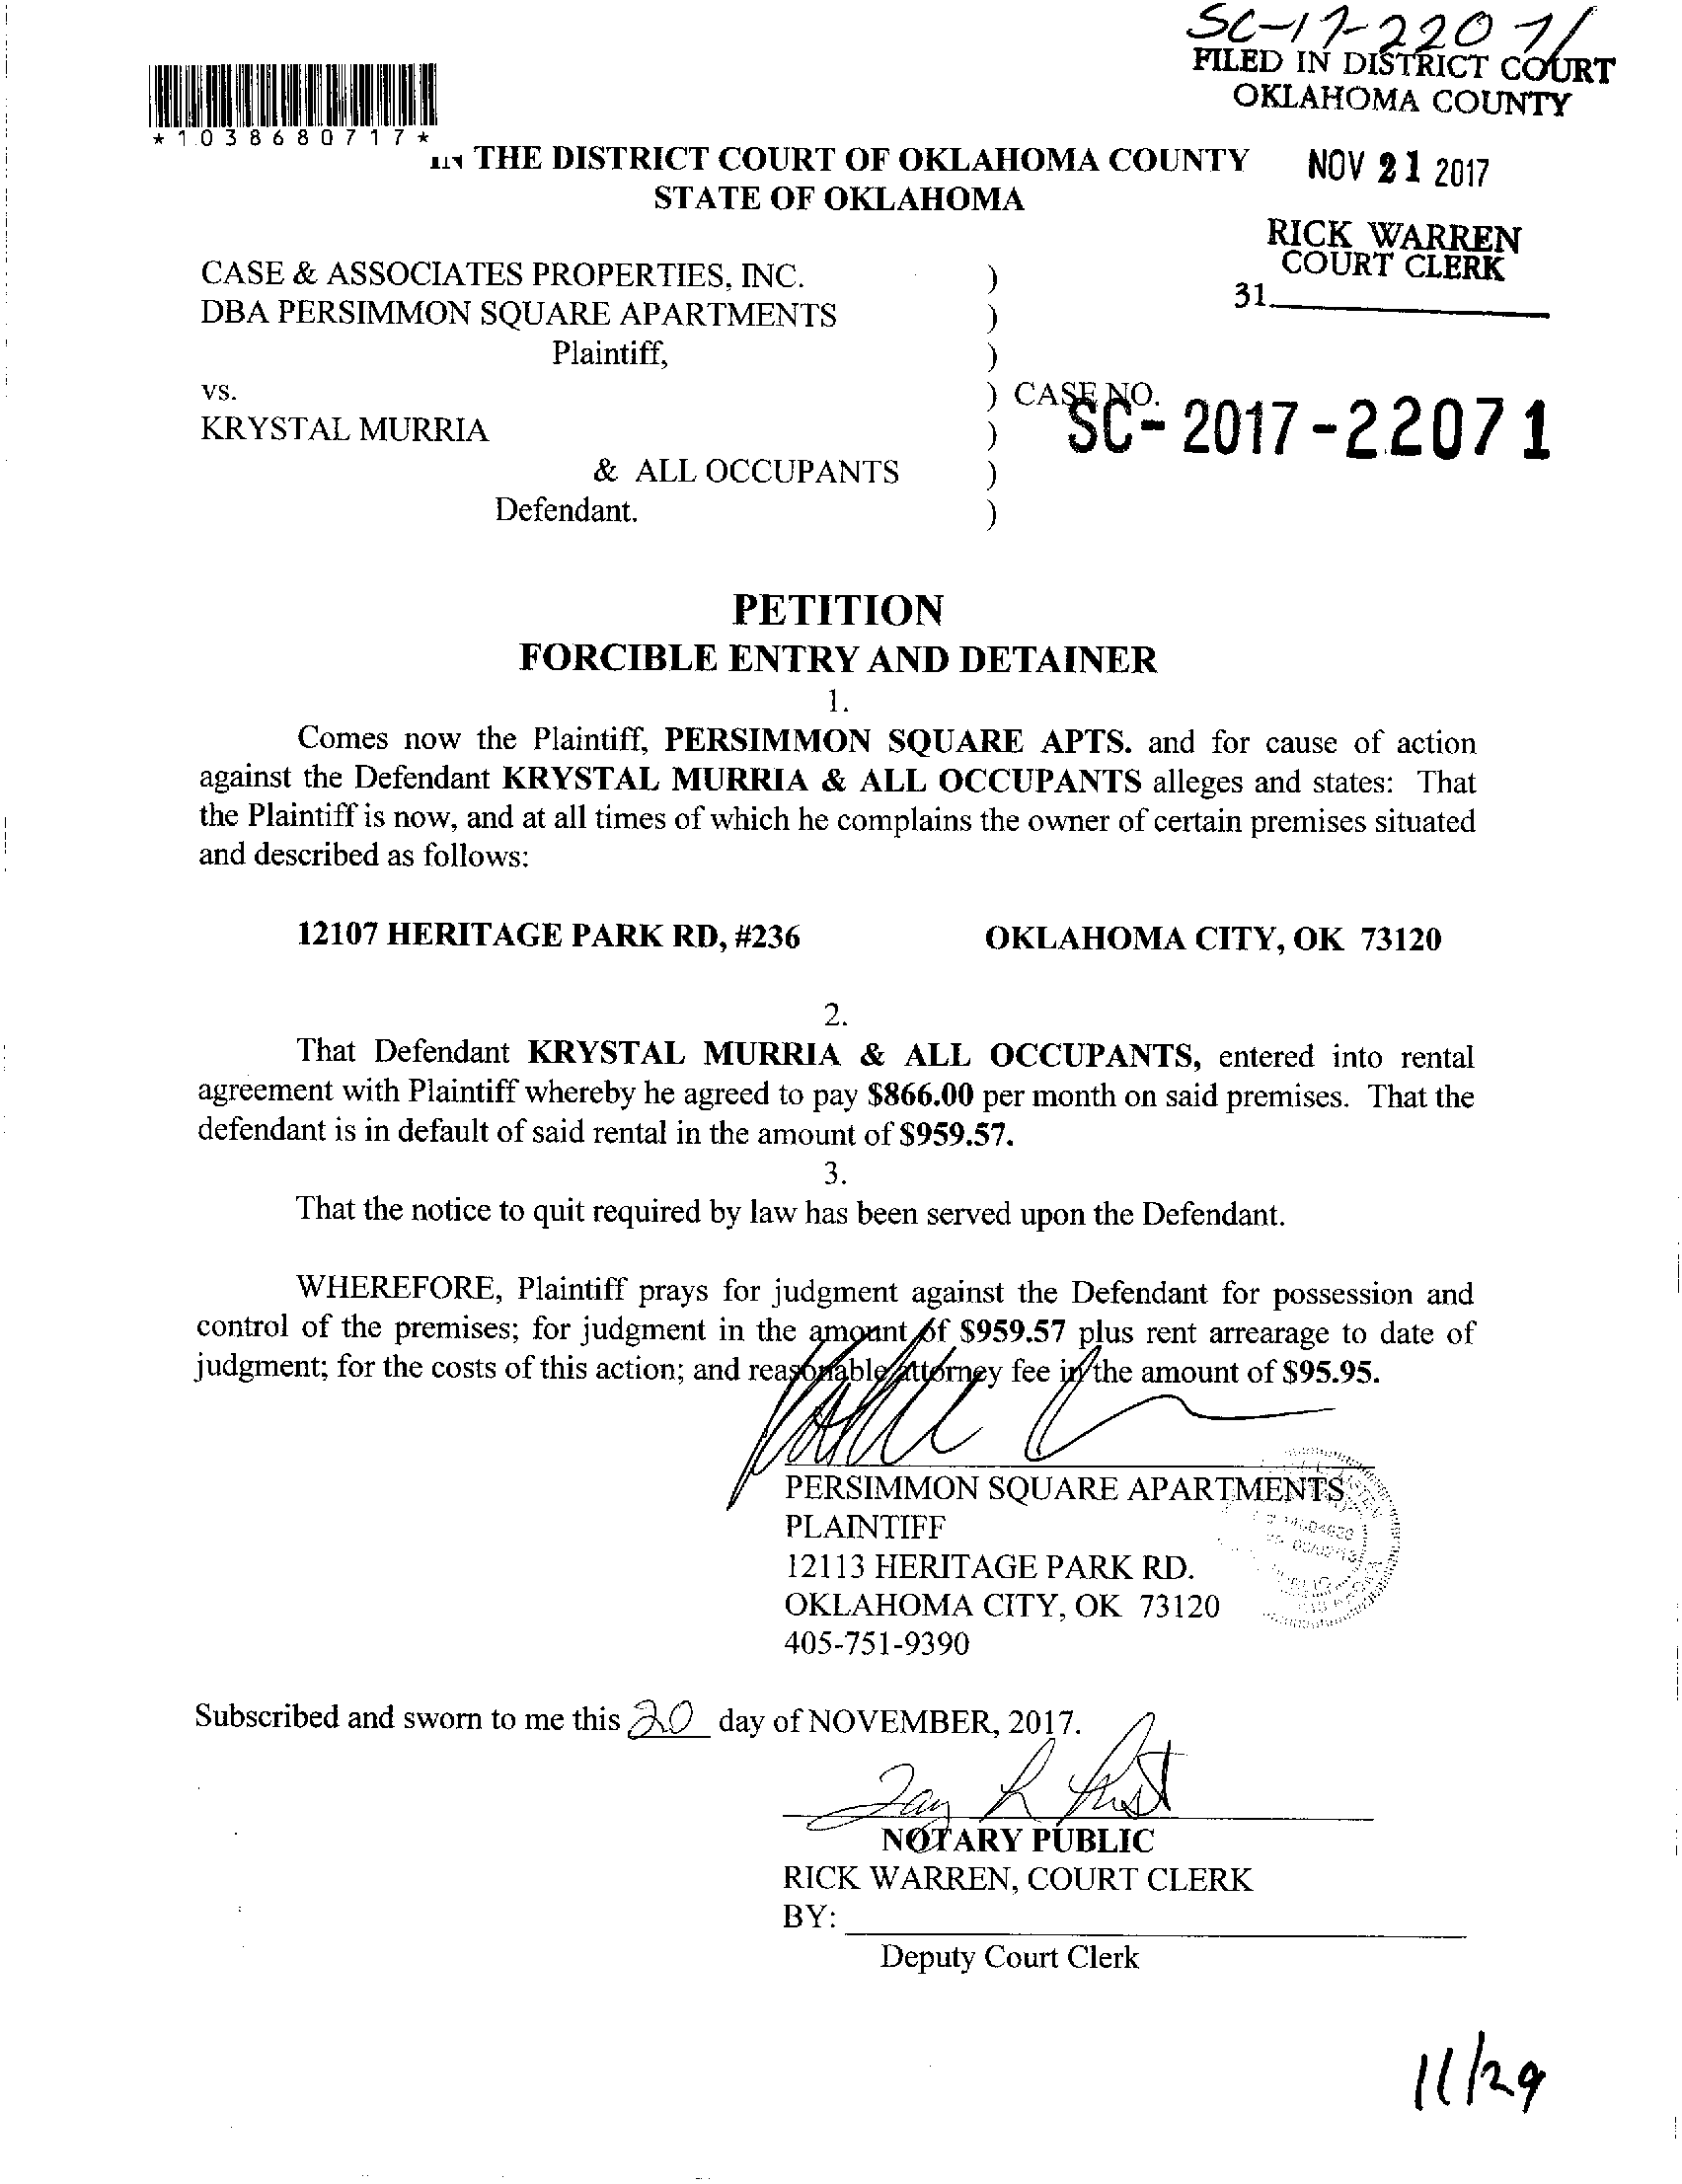 SC-17-22071
FILED IN DISTRICT COURT
OKLAHOMA COUNTY
*1038680717*
IN THE DISTRICT COURT OF OKLAHOMA COUNTY
STATE OF OKLAHOMA
NOV 21 2017
RICK WARREN
COURT CLERK
31
CASE & ASSOCIATES PROPERTIES, INC. )
DBA PERSIMMON SQUARE APARTMENTS )
Plaintiff, )
vs. ) CASE NO. SC-2017-22071
KRYSTAL MURRIA )
& ALL OCCUPANTS )
Defendant. )
PETITION
FORCIBLE ENTRY AND DETAINER
1.
Comes now the Plaintiff, PERSIMMON SQUARE APTS. and for cause of action
against the Defendant KRYSTAL MURRIA & ALL OCCUPANTS alleges and states: That
the Plaintiff is now, and at all times of which he complains the owner of certain premises situated
and described as follows:
12107 HERITAGE PARK RD, #236 OKLAHOMA CITY, OK 73120
2.
That Defendant KRYSTAL MURRIA & ALL OCCUPANTS, entered into rental
agreement with Plaintiff whereby he agreed to pay $866.00 per month on said premises. That the
defendant is in default of said rental in the amount of $959.57.
3.
That the notice to quit required by law has been served upon the Defendant.
WHEREFORE, Plaintiff prays for judgment against the Defendant for possession and
control of the premises; for judgment in the amount of $959.57 plus rent arrearage to date of
judgment; for the costs of this action; and reasonable attorney fee in the amount of $95.95.
PERSIMMON SQUARE APARTMENTS
PLAINTIFF
12113 HERITAGE PARK RD.
OKLAHOMA CITY, OK 73120
405-751-9390
Subscribed and sworn to me this 20 day of NOVEMBER, 2017.
NOTARY PUBLIC
RICK WARREN, COURT CLERK
BY:
Deputy Court Clerk
11/29